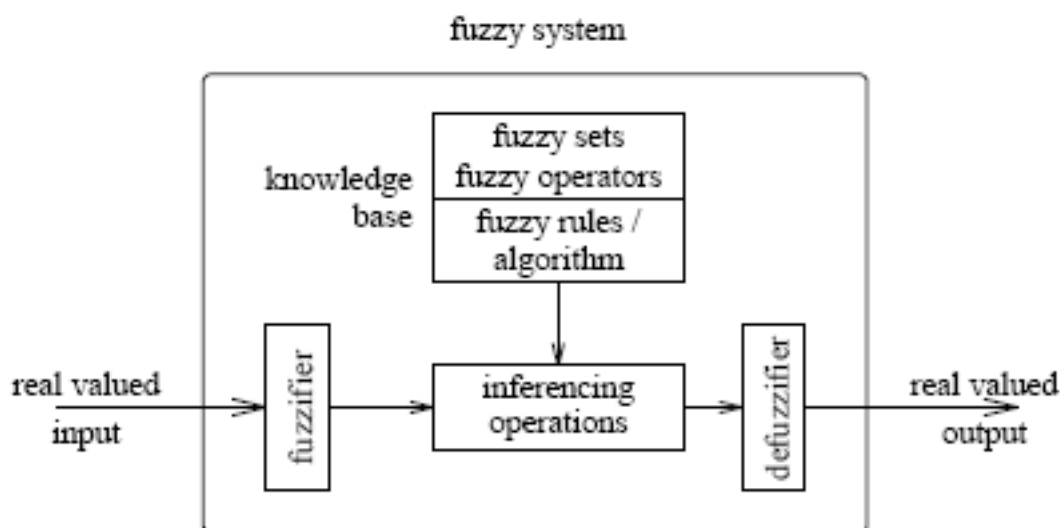 fuzzy system
knowledge
base
fuzzy sets
fuzzy operators
fuzzy rules /
algorithm
real valued
input
fuzzifier
inferencing
operations
defuzzifier
real valued
output